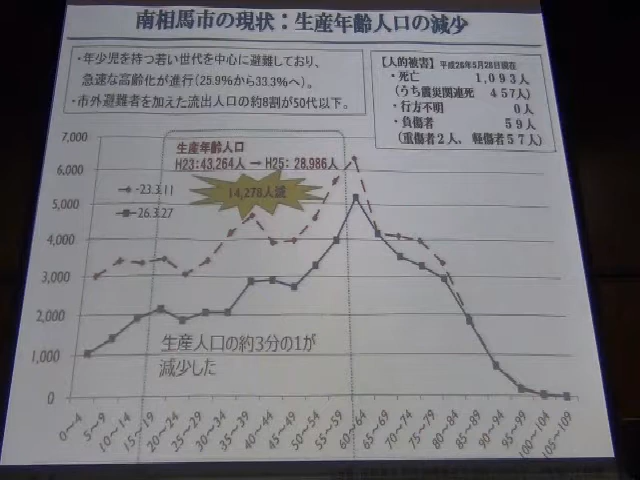 南相馬市の現状：生産年齢人口の減少
・年少児を持つ若い世代を中心に避難しており、
急速な高齢化が進行(25.9%から33.3%へ)。
・市外避難者を加えた流出人口の約8割が50代以下。
【人的被害】 平成26年5月28日現在
・死亡 1,093人
(うち震災関連死 457人)
・行方不明 0人
・負傷者 59人
(重傷者2人, 軽傷者57人)
生産年齢人口
H23:43,264人 → H25: 28,986人
14,278人減
23.3.11
26.3.27
7,000
6,000
5,000
4,000
3,000
2,000
1,000
0
生産人口の約3分の1が
減少した
0～4
5～9
10～14
15～19
20～24
25～29
30～34
35～39
40～44
45～49
50～54
55～59
60～64
65～69
70～74
75～79
80～84
85～89
90～94
95～99
100～104
105～109